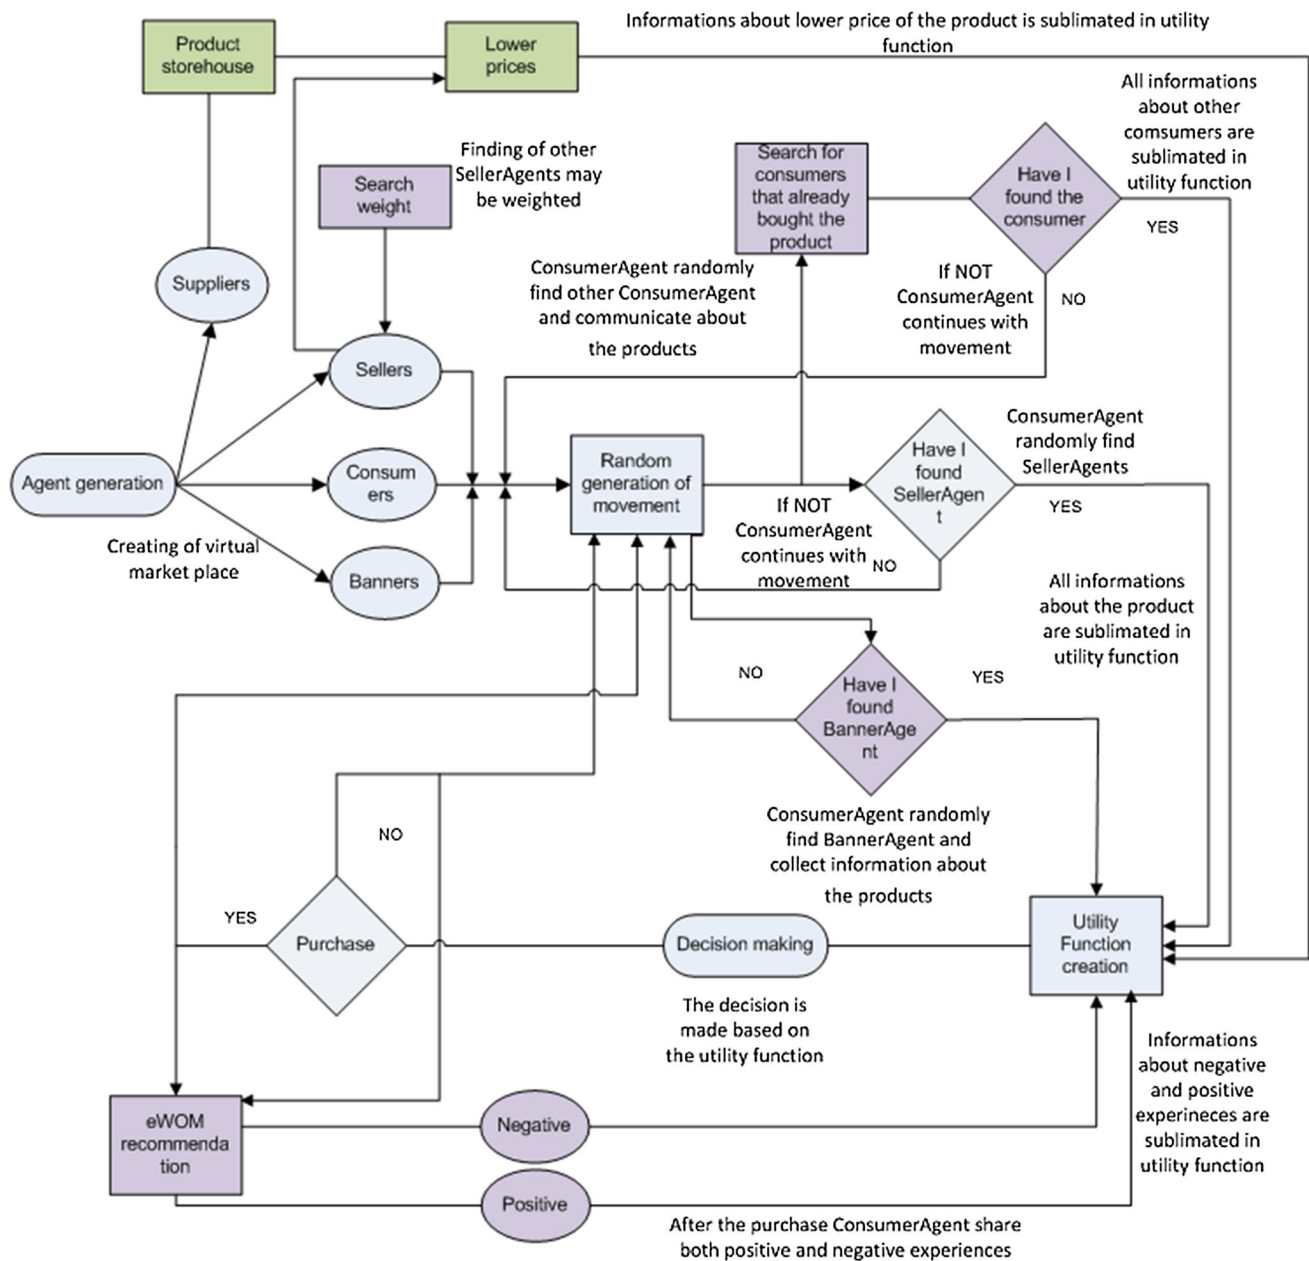 Informations about lower price of the product is sublimated in utility
function
Product
storehouse
Lower
prices
All informations
about other
comsumers are
sublimated in
utility function
Finding of other
SellerAgents may
be weighted
Search
weight
Search for
consumers
that already
bought the
product
Have I
found the
consumer
YES
Suppliers
ConsumerAgent randomly
find other ConsumerAgent
and communicate about
the products
If NOT
ConsumerAgent
continues with
movement
NO
Sellers
ConsumerAgent
randomly find
SellerAgents
YES
Agent generation
Consum
ers
Random
generation of
movement
Have I
found
SellerAgen
t
If NOT
ConsumerAgent
continues with
movement
NO
Creating of virtual
market place
Banners
All informations
about the product
are sublimated in
utility function
NO
YES
Have I
found
BannerAge
nt
ConsumerAgent randomly
find BannerAgent and
collect information about
the products
NO
YES
Purchase
Decision making
Utility
Function
creation
The decision is
made based on
the utility function
Informations
about negative
and positive
experineces are
sublimated in
utility function
eWOM
recommenda
tion
Negative
Positive
After the purchase ConsumerAgent share
both positive and negative experiences